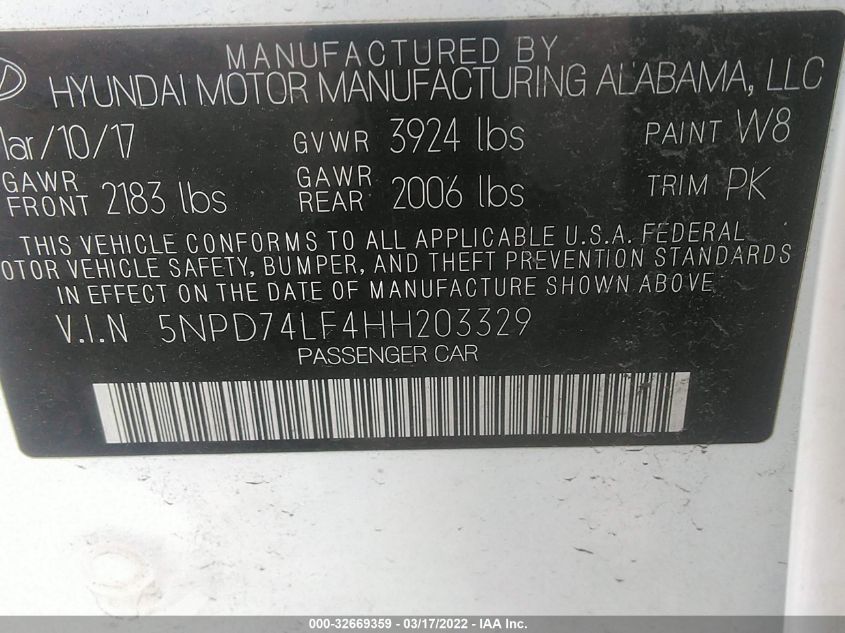 MANUFACTURED BY
HYUNDAI MOTOR MANUFACTURING ALABAMA, LLC
ar/10/17 GVWR 3924 lbs PAINT W8
GAWR FRONT 2183 lbs GAWR REAR 2006 lbs TRIM PK
THIS VEHICLE CONFORMS TO ALL APPLICABLE U.S.A. FEDERAL
OTOR VEHICLE SAFETY, BUMPER, AND THEFT PREVENTION STANDARDS
IN EFFECT ON THE DATE OF MANUFACTURE SHOWN ABOVE.
V.I.N 5NPD74LF4HH203329
PASSENGER CAR
000-32669359 — 03/17/2022 — IAA Inc.